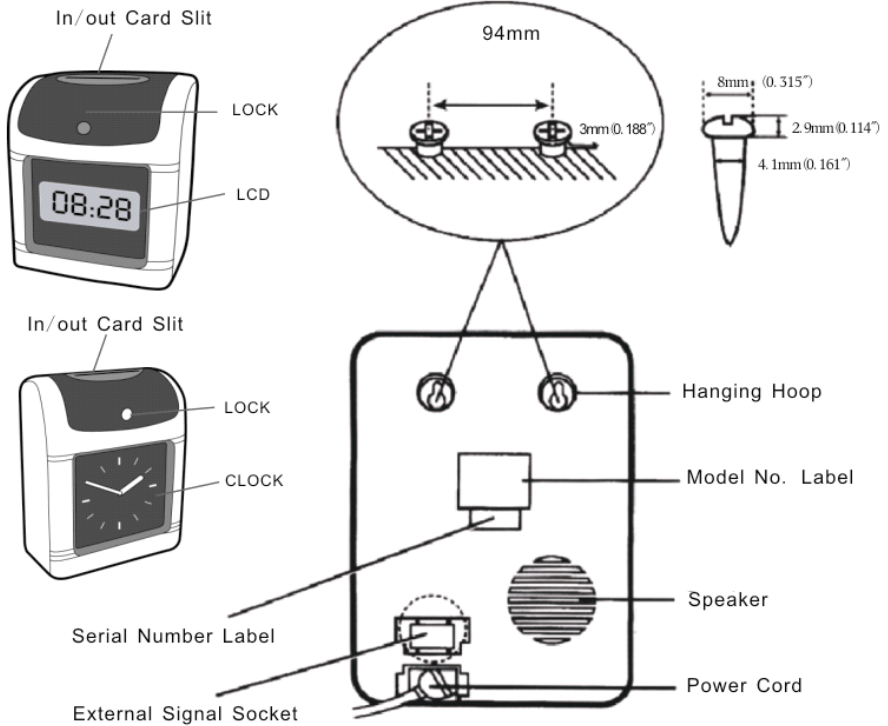 In/out Card Slit
LOCK
LCD
08:28
94mm
3mm(0.188″)
8mm (0.315″)
2.9mm(0.114″)
4.1mm(0.161″)
In/out Card Slit
LOCK
CLOCK
Hanging Hoop
Model No. Label
Speaker
Serial Number Label
Power Cord
External Signal Socket